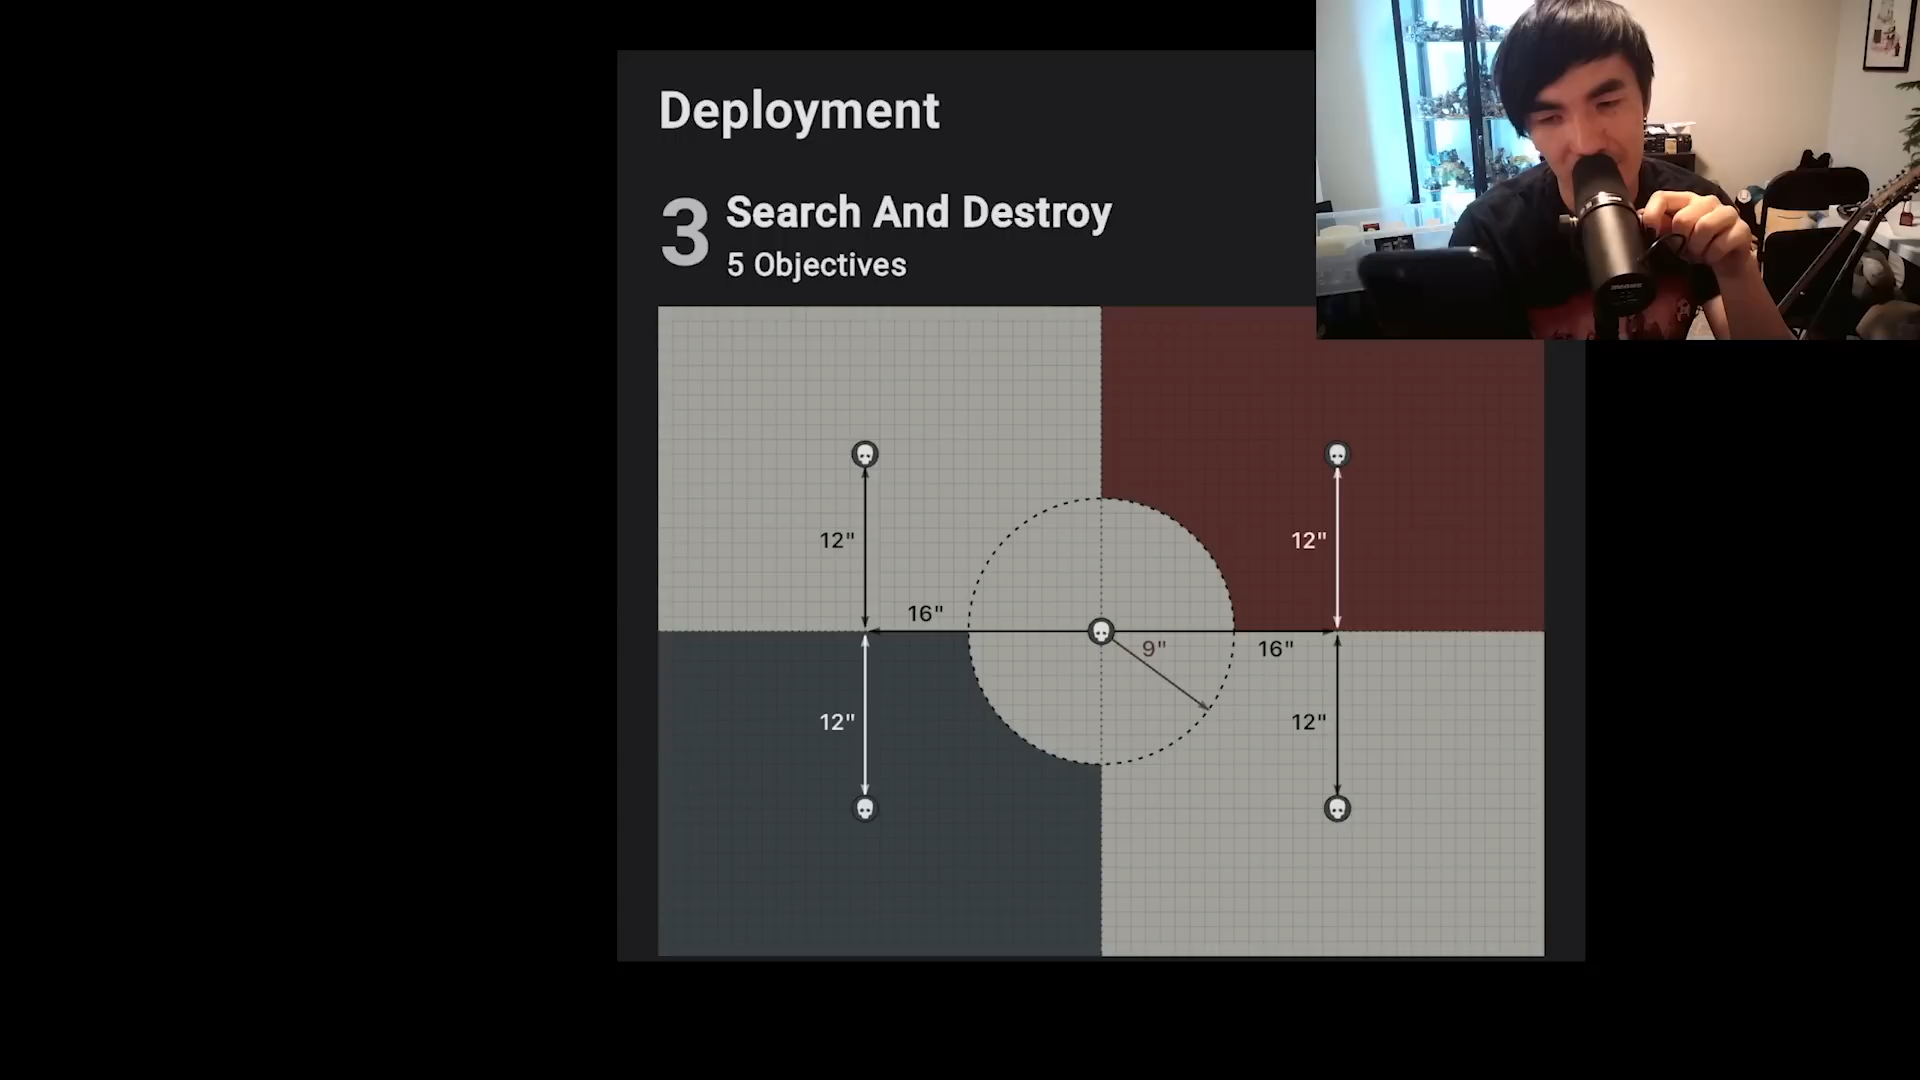 Deployment
3
Search And Destroy
5 Objectives
12"
12"
16"
9"
16"
12"
12"